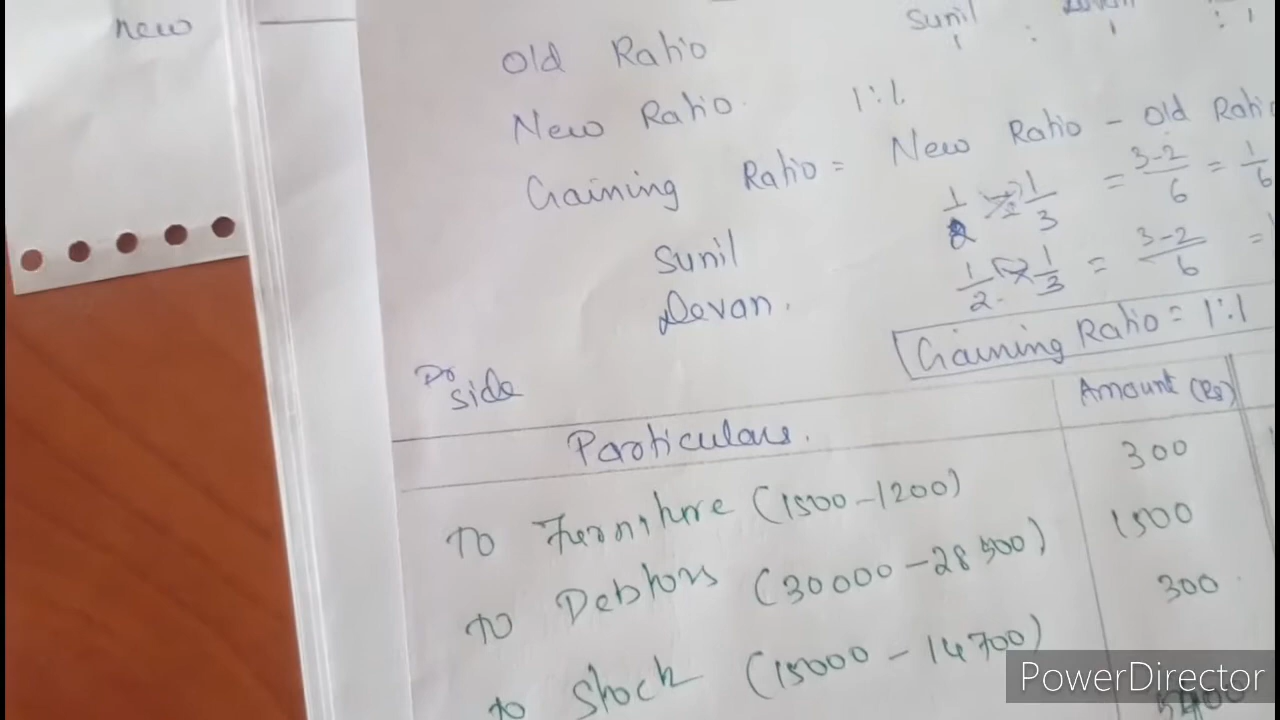 new
Sunil
Old Ratio 1 : 1 : 1
New Ratio 1:1
Gaining Ratio = New Ratio - Old Ratio
Sunil 1/2 - 1/3 = 3-2/6 = 1/6
Devan. 1/2 - 1/3 = 3-2/6 =
Gaining Ratio = 1:1
Dr side
Particulars. Amount (Rs)
To Furniture (1500-1200) 300
To Debtors (30000-28500) 1500
To Stock (15000-14700) 300
PowerDirector